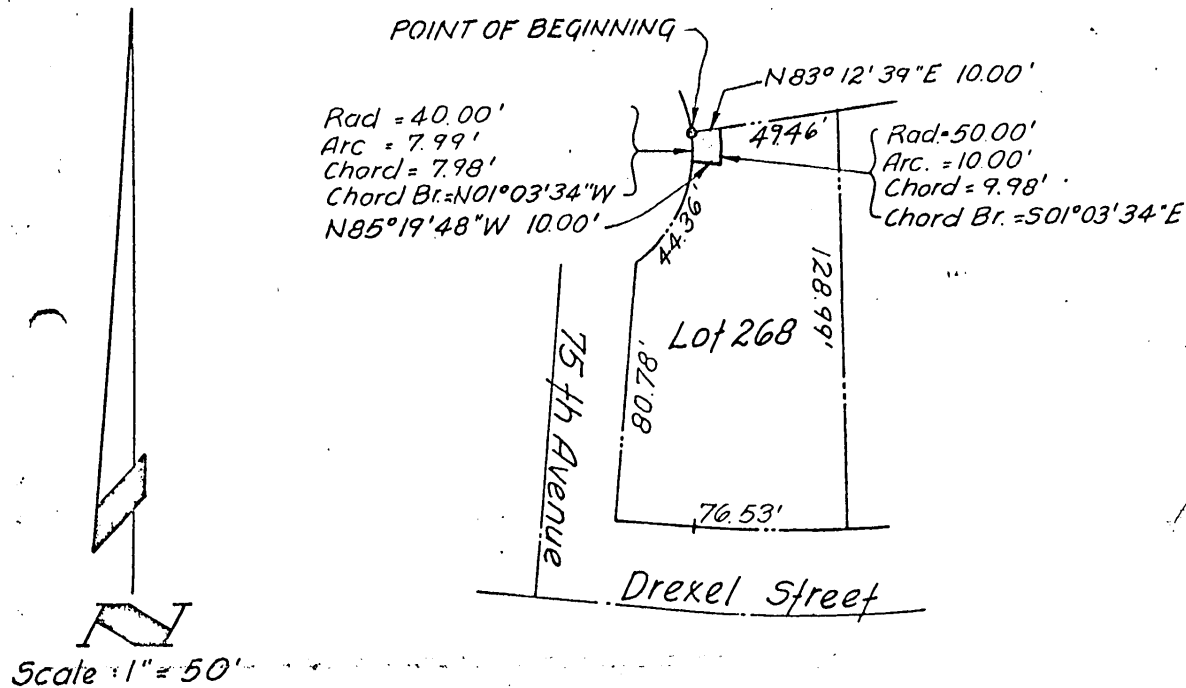 POINT OF BEGINNING
N83°12'39"E 10.00'
Rad = 40.00'
Arc = 7.99'
Chord = 7.98'
Chord Br.=N01°03'34"W
N85°19'48"W 10.00'
49.46'
Rad.=50.00'
Arc. = 10.00'
Chord = 9.98'
Chord Br.=S01°03'34"E
44.36'
128.99'
Lot 268
80.78'
75th Avenue
76.53'
Drexel Street
N
Scale : 1" = 50'